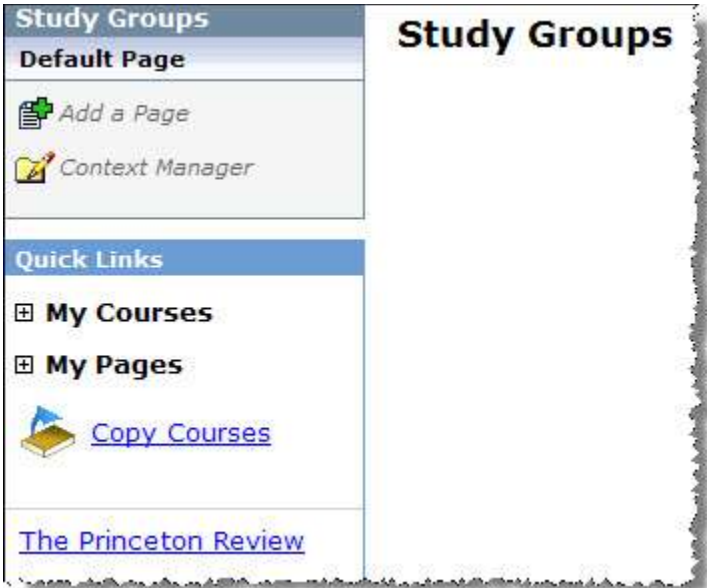 Study Groups
Default Page
Add a Page
Context Manager
Quick Links
My Courses
My Pages
Copy Courses
The Princeton Review
Study Groups